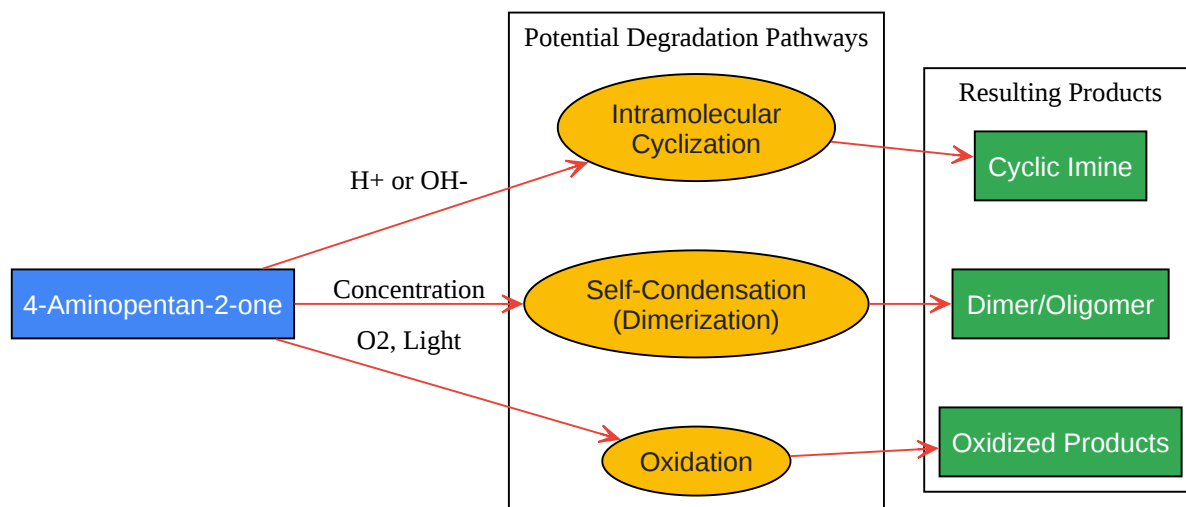 Potential Degradation Pathways
Resulting Products
Intramolecular
Cyclization
Cyclic Imine
H+ or OH-
4-Aminopentan-2-one
Concentration
Self-Condensation
(Dimerization)
Dimer/Oligomer
O2, Light
Oxidation
Oxidized Products